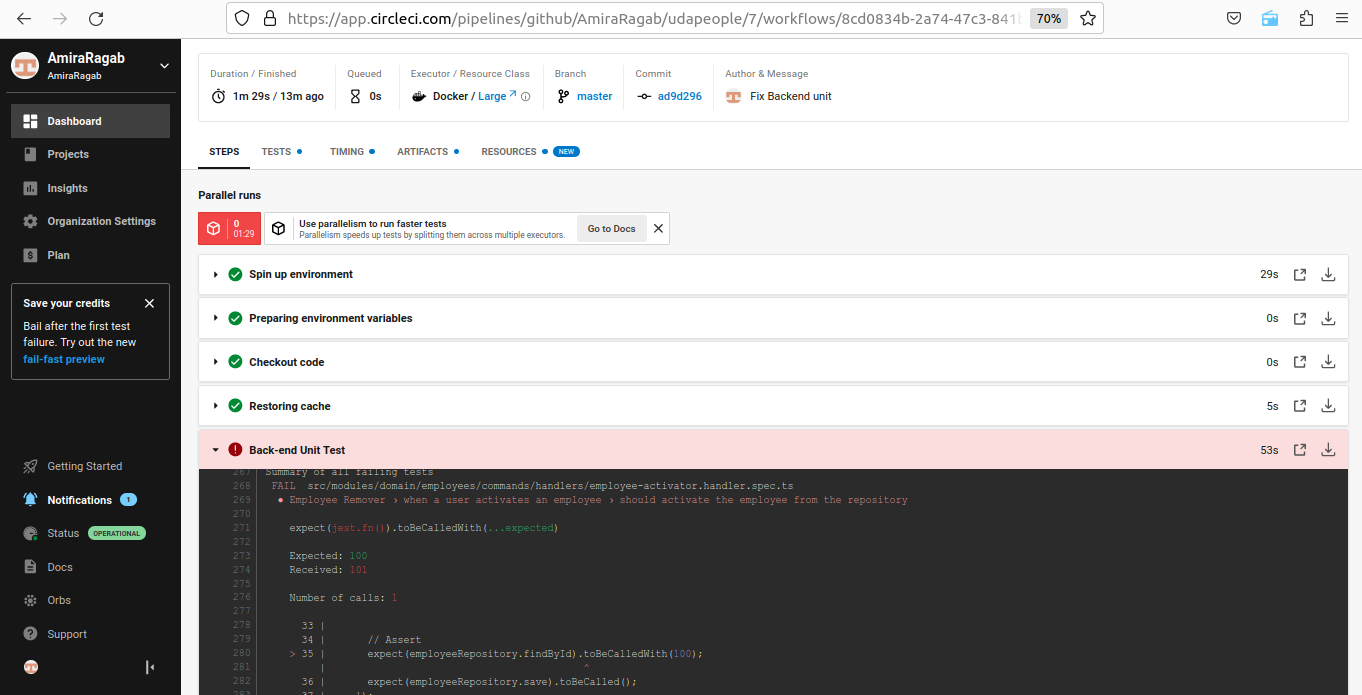 https://app.circleci.com/pipelines/github/AmiraRagab/udapeople/7/workflows/8cd0834b-2a74-47c3-841b
70%
AmiraRagab
AmiraRagab
Dashboard
Projects
Insights
Organization Settings
Plan
Save your credits
Bail after the first test
failure. Try out the new
fail-fast preview
Getting Started
Notifications 1
Status OPERATIONAL
Docs
Orbs
Support
Duration / Finished
1m 29s / 13m ago
Queued
0s
Executor / Resource Class
Docker / Large
Branch
master
Commit
ad9d296
Author & Message
Fix Backend unit
STEPS TESTS TIMING ARTIFACTS RESOURCES NEW
Parallel runs
0
01:29
Use parallelism to run faster tests
Parallelism speeds up tests by splitting them across multiple executors.
Go to Docs
Spin up environment 29s
Preparing environment variables 0s
Checkout code 0s
Restoring cache 5s
Back-end Unit Test 53s
267 Summary of all failing tests
268 FAIL src/modules/domain/employees/commands/handlers/employee-activator.handler.spec.ts
269 ● Employee Remover › when a user activates an employee › should activate the employee from the repository
270
271 expect(jest.fn()).toBeCalledWith(...expected)
272
273 Expected: 100
274 Received: 101
275
276 Number of calls: 1
277
278 33 |
279 34 | // Assert
280 > 35 | expect(employeeRepository.findById).toBeCalledWith(100);
281 | ^
282 36 | expect(employeeRepository.save).toBeCalled();
283 37 | });